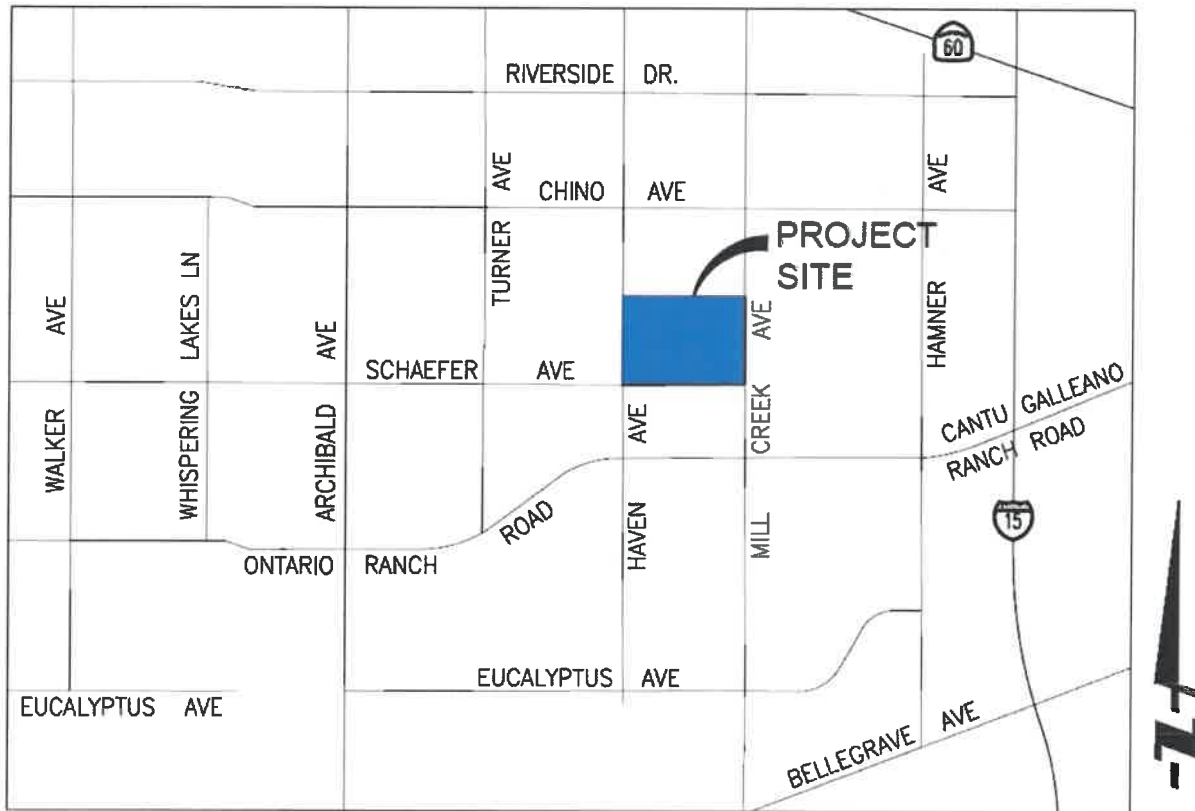 60
RIVERSIDE DR.
CHINO AVE
TURNER AVE
PROJECT
SITE
HAMNER AVE
WALKER AVE
WHISPERING LAKES LN
ARCHIBALD AVE
SCHAEFER AVE
HAVEN AVE
MILL CREEK AVE
CANTU GALLEANO
RANCH ROAD
15
ONTARIO RANCH ROAD
EUCALYPTUS AVE
EUCALYPTUS AVE
BELLEGRAVE AVE
N